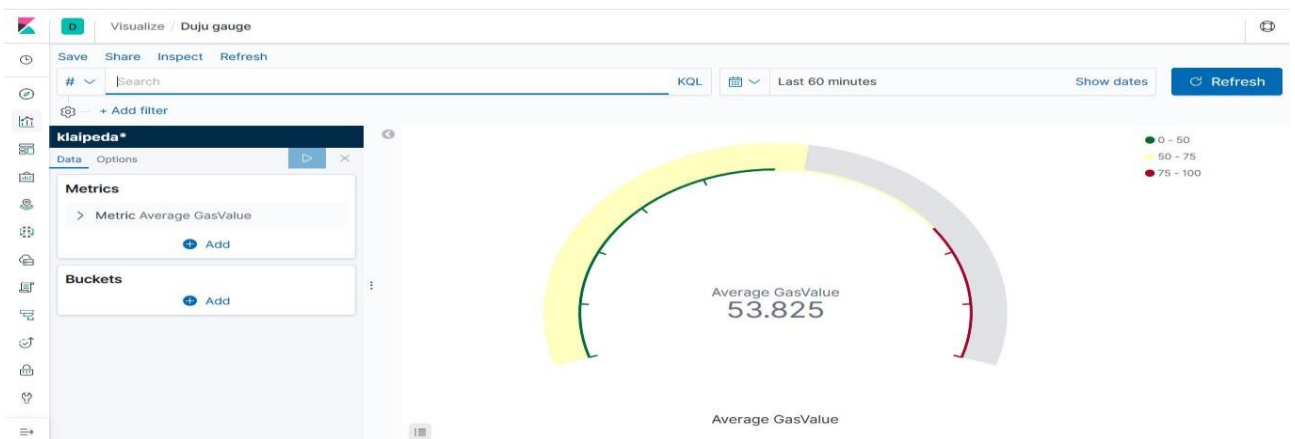 D Visualize / Duju gauge
Save Share Inspect Refresh
# Search KQL Last 60 minutes Show dates Refresh
+ Add filter
klaipeda*
Data Options
Metrics
Metric Average GasValue
Add
Buckets
Add
0 - 50
50 - 75
75 - 100
Average GasValue
53.825
Average GasValue